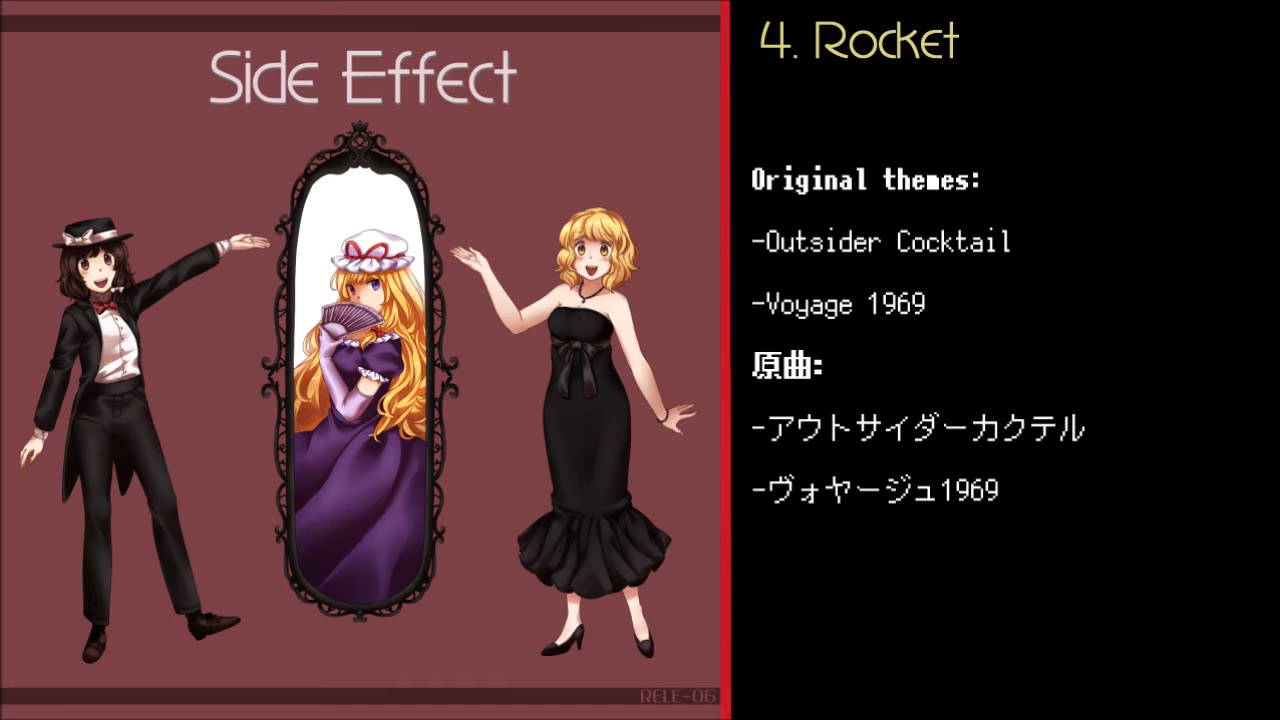 Side Effect
RELE-06
4. Rocket
Original themes:
-Outsider Cocktail
-Voyage 1969
原曲:
-アウトサイダーカクテル
-ヴォヤージュ1969